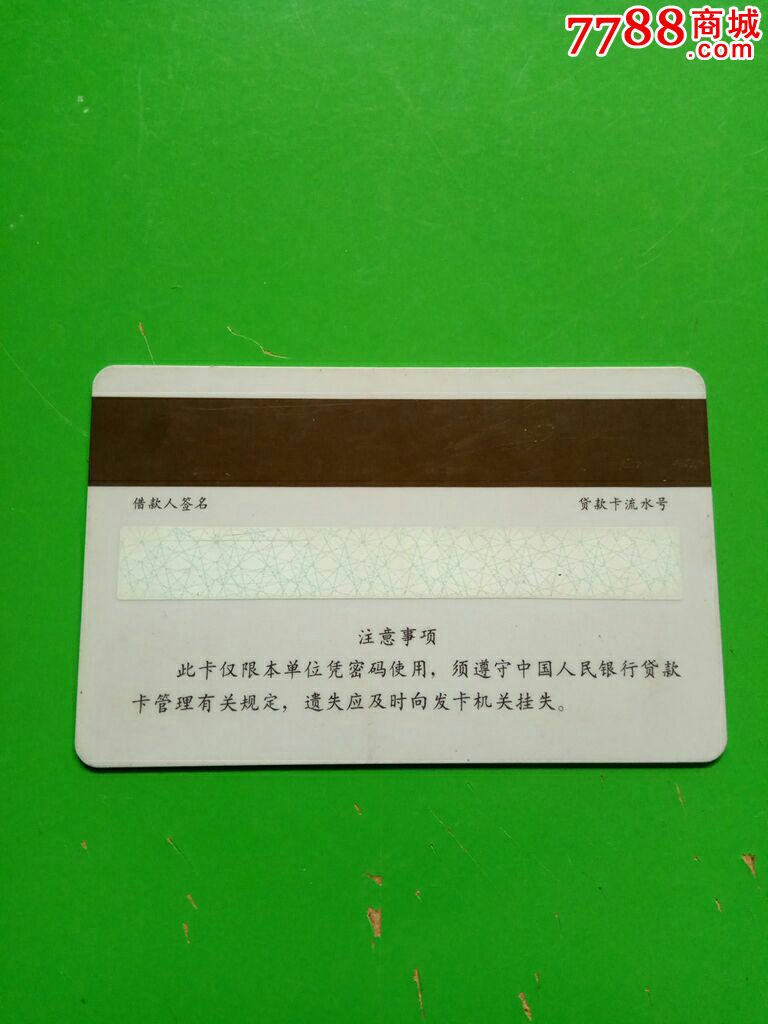 7788商城
.com
借款人签名 贷款卡流水号
注意事项
此卡仅限本单位凭密码使用，须遵守中国人民银行贷款
卡管理有关规定，遗失应及时向发卡机关挂失。